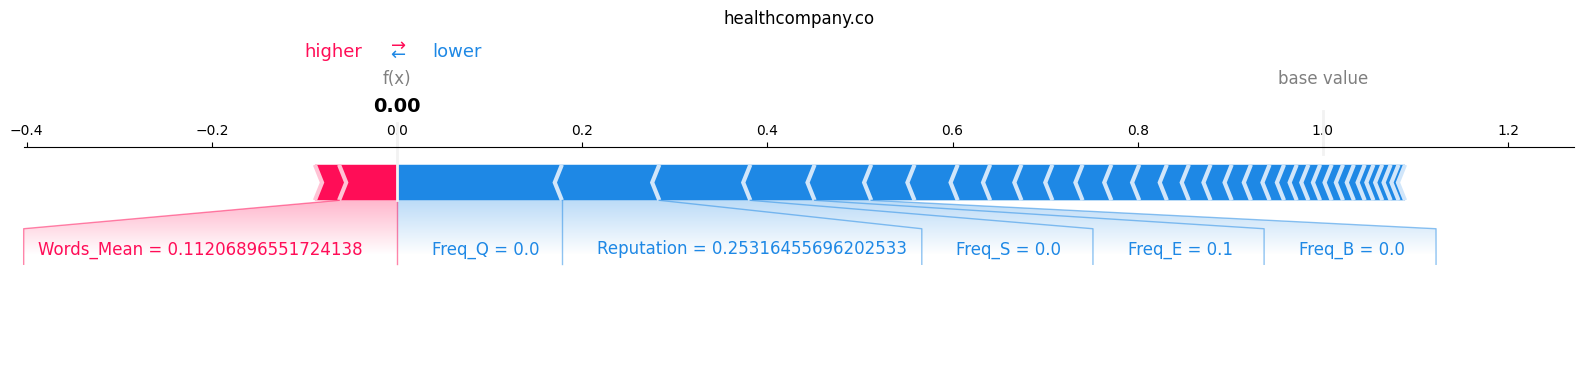 healthcompany.co
higher → ← lower
f(x) base value
0.00
−0.4 −0.2 0.0 0.2 0.4 0.6 0.8 1.0 1.2
Words_Mean = 0.11206896551724138 Freq_Q = 0.0 Reputation = 0.25316455696202533 Freq_S = 0.0 Freq_E = 0.1 Freq_B = 0.0